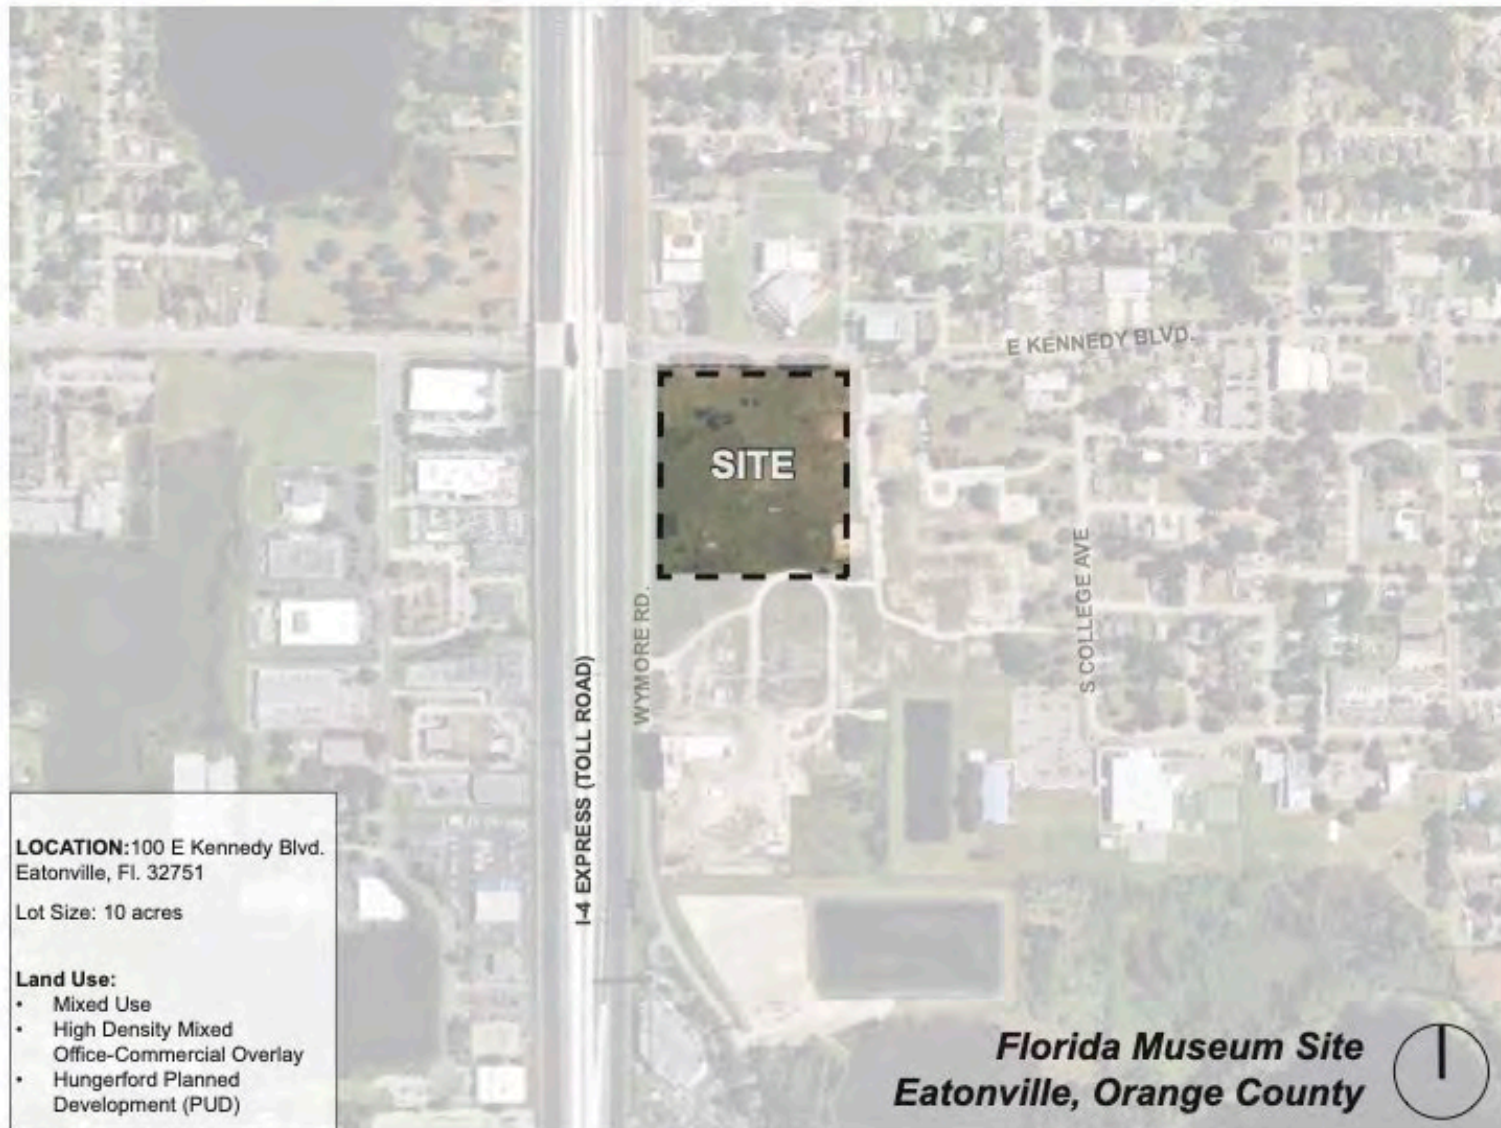 E KENNEDY BLVD.
SITE
WYMORE RD.
S COLLEGE AVE
I-4 EXPRESS (TOLL ROAD)
LOCATION:100 E Kennedy Blvd.
Eatonville, Fl. 32751
Lot Size: 10 acres
Land Use:
• Mixed Use
• High Density Mixed
Office-Commercial Overlay
• Hungerford Planned
Development (PUD)
Florida Museum Site
Eatonville, Orange County